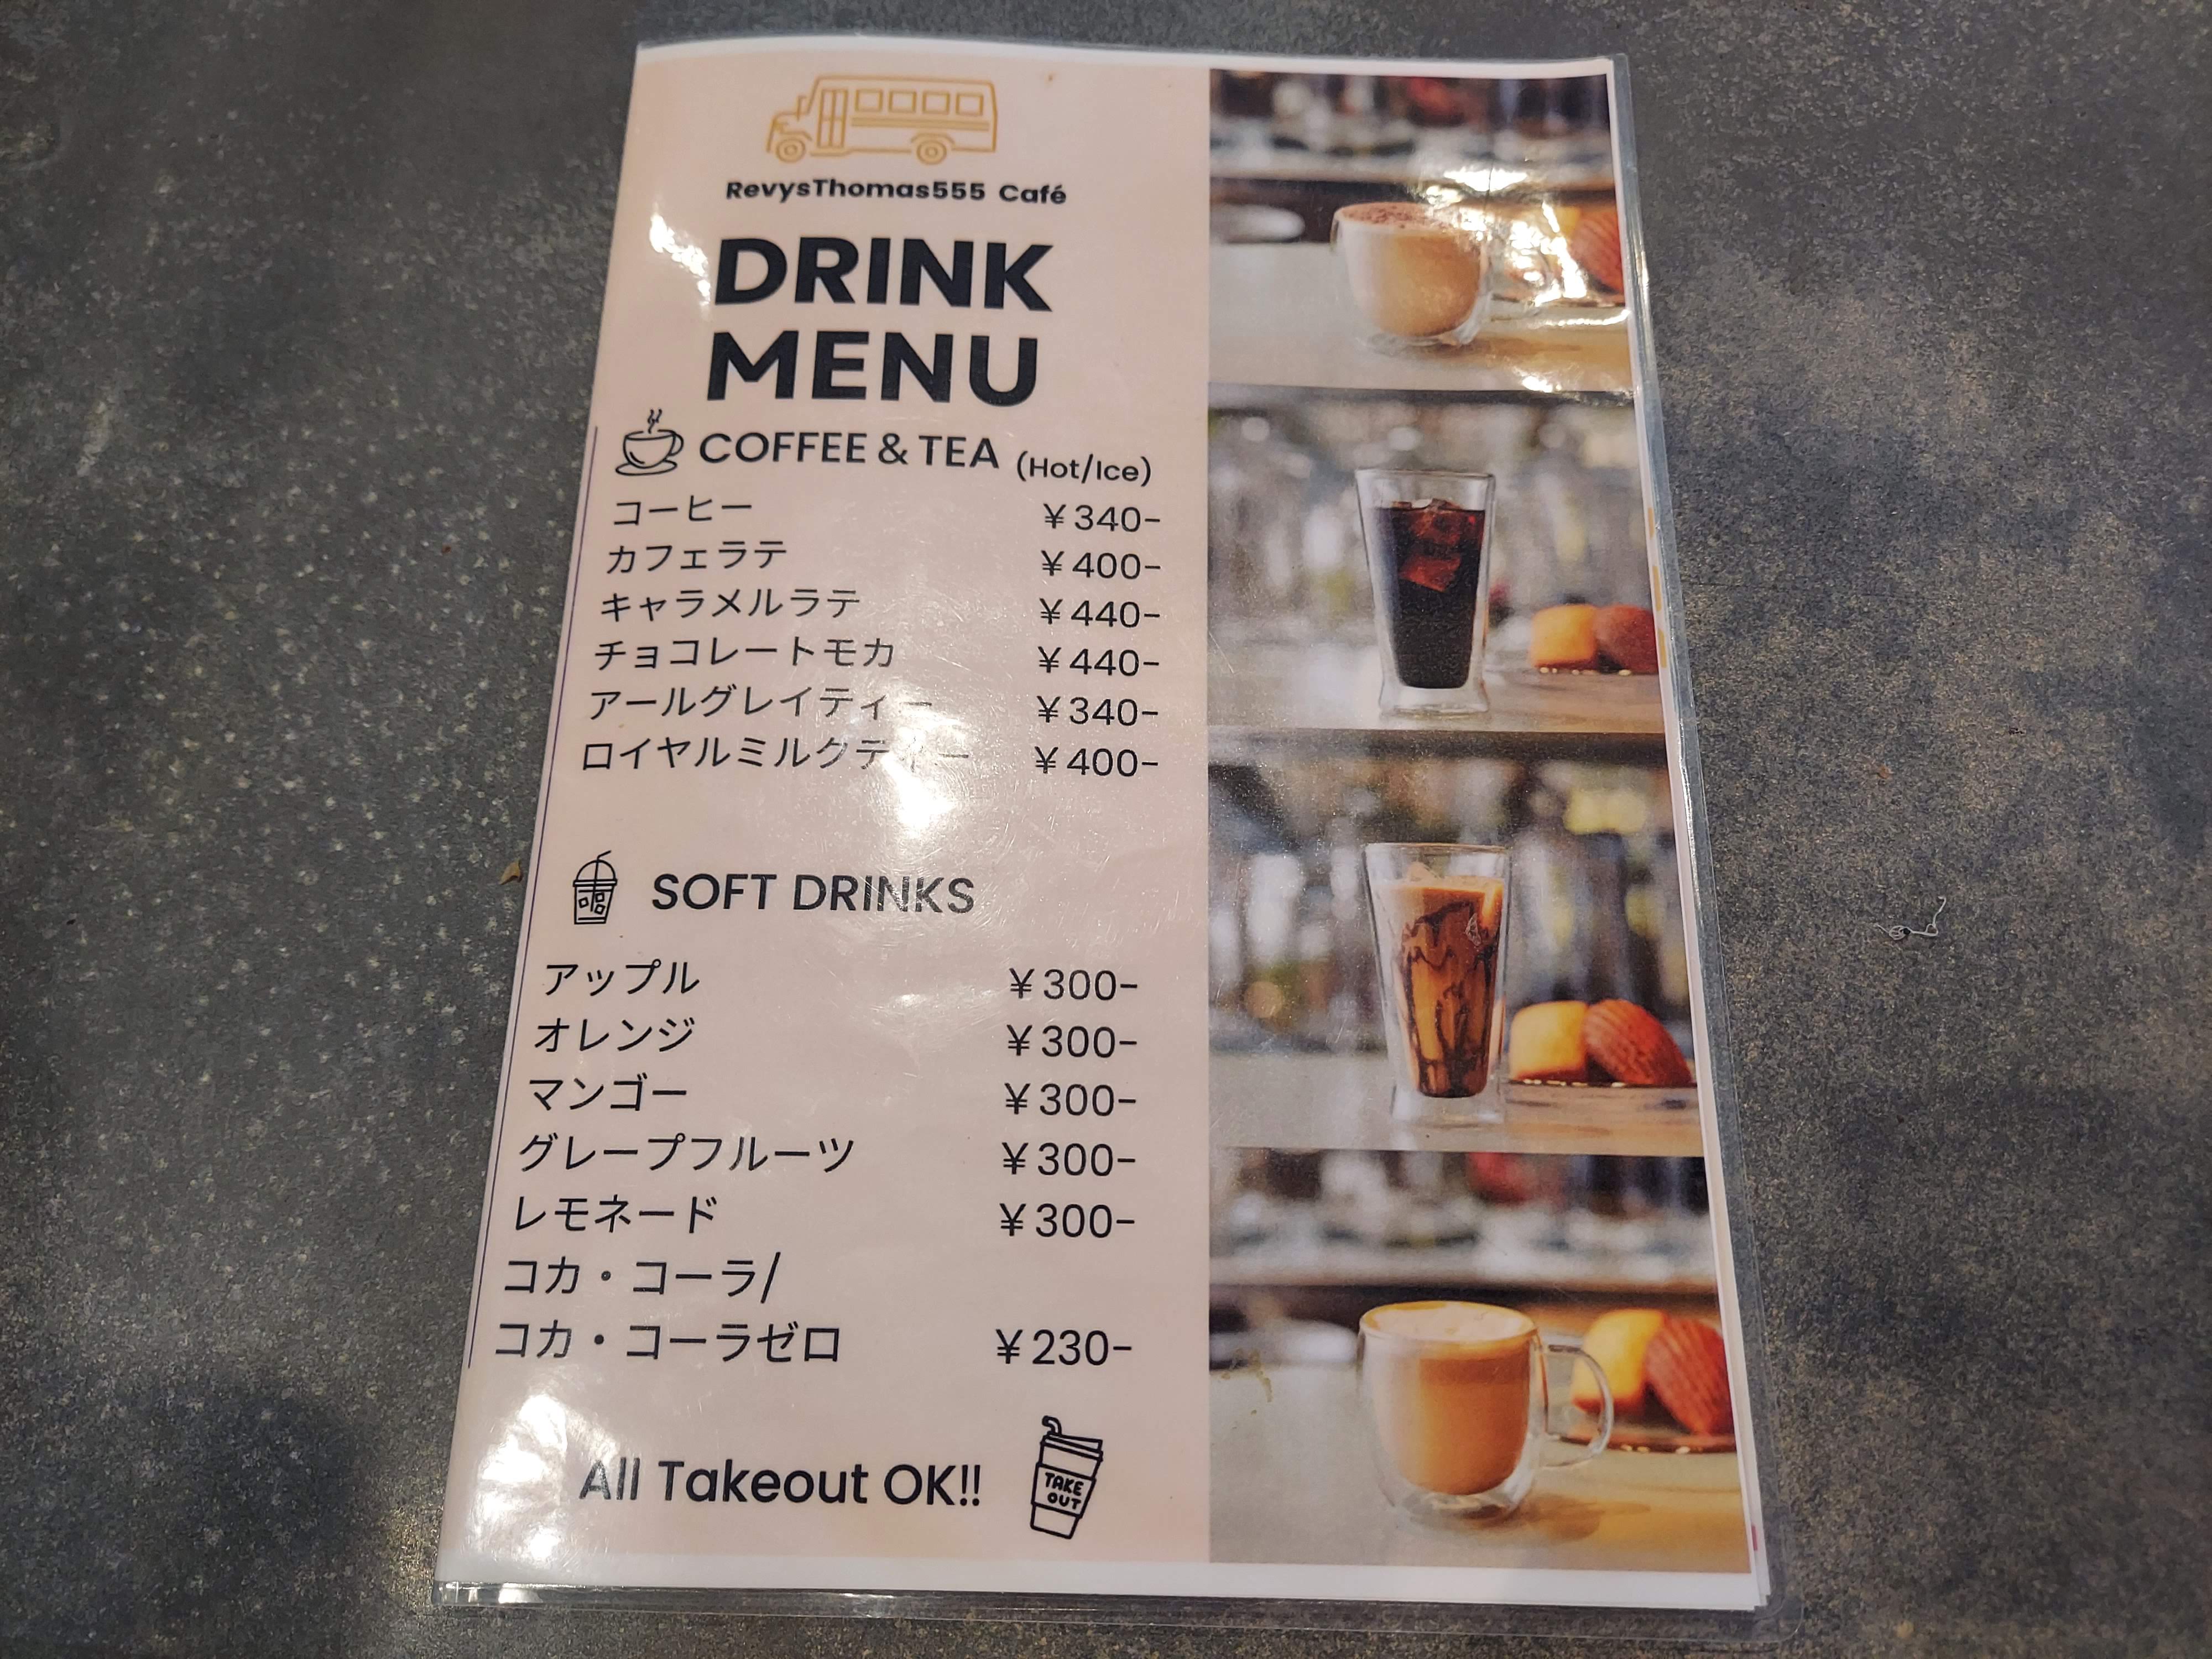 RevysThomas555 Café
DRINK
MENU
COFFEE & TEA (Hot/Ice)
コーヒー ¥340-
カフェラテ ¥400-
キャラメルラテ ¥440-
チョコレートモカ ¥440-
アールグレイティー ¥340-
ロイヤルミルクティー ¥400-
SOFT DRINKS
アップル ¥300-
オレンジ ¥300-
マンゴー ¥300-
グレープフルーツ ¥300-
レモネード ¥300-
コカ・コーラ/
コカ・コーラゼロ ¥230-
All Takeout OK!!
TAKE
OUT